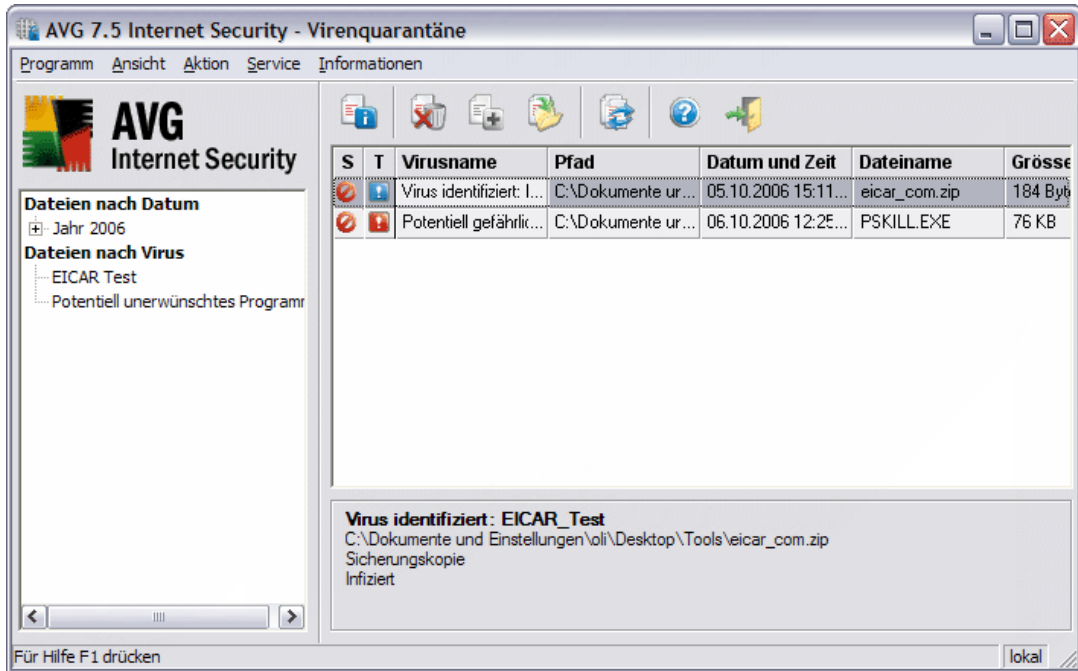 AVG 7.5 Internet Security - Virenquarantäne
Programm Ansicht Aktion Service Informationen
AVG
Internet Security
Dateien nach Datum
Jahr 2006
Dateien nach Virus
EICAR Test
Potentiell unerwünschtes Programm
S T Virusname Pfad Datum und Zeit Dateiname Grösse
Virus identifiziert: I... C:\Dokumente ur... 05.10.2006 15:11... eicar_com.zip 184 Byt
Potentiell gefährlic... C:\Dokumente ur... 06.10.2006 12:25... PSKILL.EXE 76 KB
Virus identifiziert: EICAR_Test
C:\Dokumente und Einstellungen\oli\Desktop\Tools\eicar_com.zip
Sicherungskopie
Infiziert
Für Hilfe F1 drücken
lokal